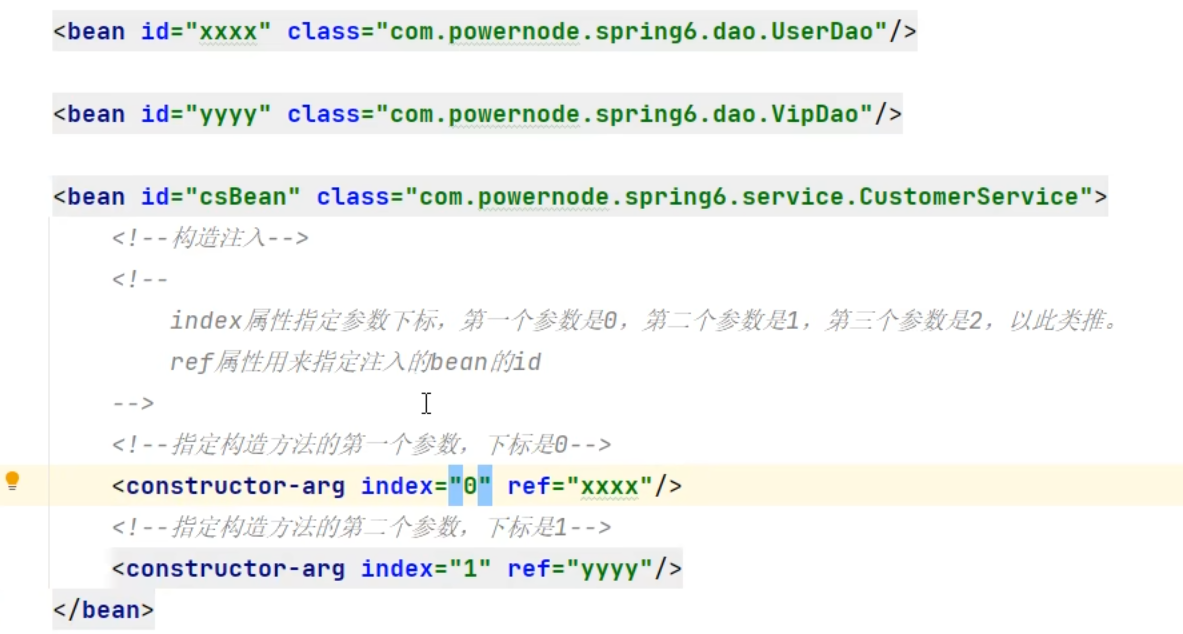 <bean id="xxxx" class="com.powernode.spring6.dao.UserDao"/>
<bean id="yyyy" class="com.powernode.spring6.dao.VipDao"/>
<bean id="csBean" class="com.powernode.spring6.service.CustomerService">
<!--构造注入-->
<!--
index属性指定参数下标，第一个参数是0，第二个参数是1，第三个参数是2，以此类推。
ref属性用来指定注入的bean的id
-->
<!--指定构造方法的第一个参数，下标是0-->
<constructor-arg index="0" ref="xxxx"/>
<!--指定构造方法的第二个参数，下标是1-->
<constructor-arg index="1" ref="yyyy"/>
</bean>